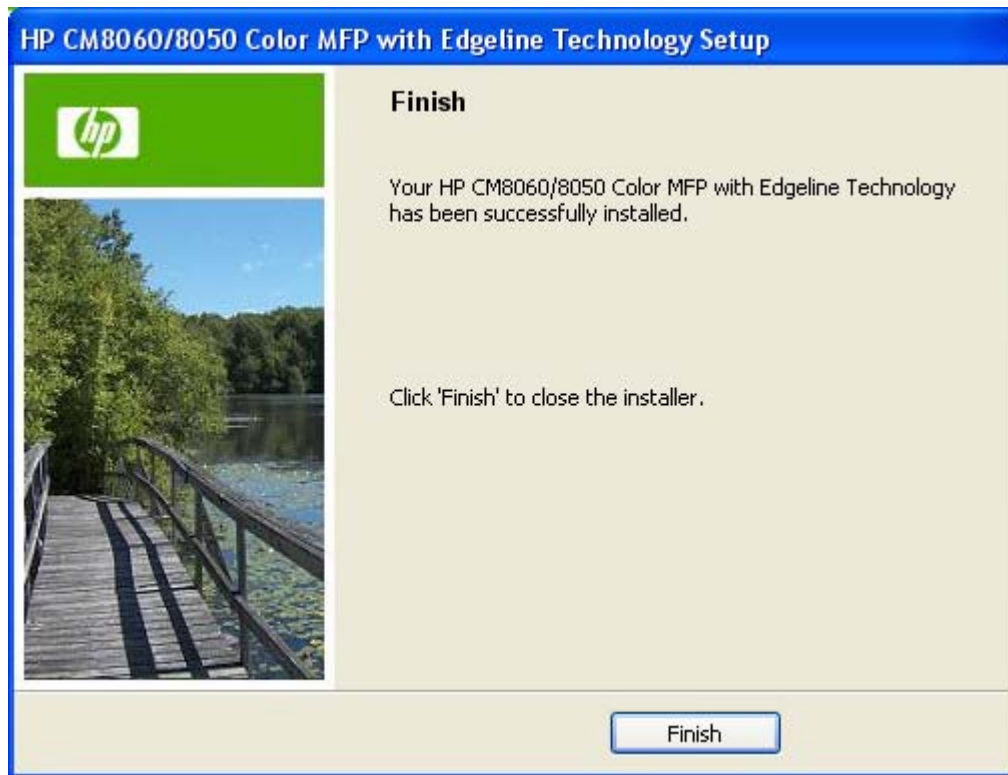 HP CM8060/8050 Color MFP with Edgeline Technology Setup
hp
Finish
Your HP CM8060/8050 Color MFP with Edgeline Technology
has been successfully installed.
Click 'Finish' to close the installer.
Finish